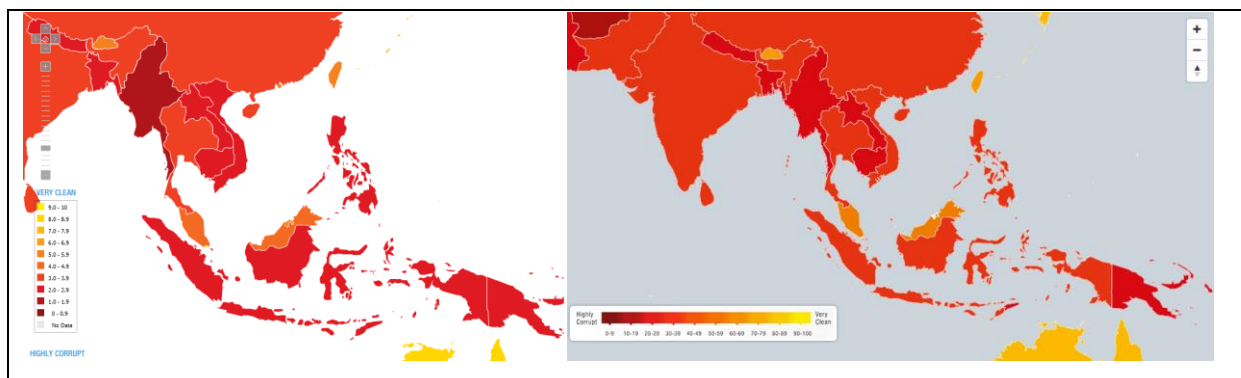 VERY CLEAN
9.0 - 10
8.0 - 8.9
7.0 - 7.9
6.0 - 6.9
5.0 - 5.9
4.0 - 4.9
3.0 - 3.9
2.0 - 2.9
1.0 - 1.9
0 - 0.9
No Data
HIGHLY CORRUPT
Highly Corrupt
0-9 10-19 20-29 30-39 40-49 50-59 60-69 70-79 80-89 90-100
Very Clean